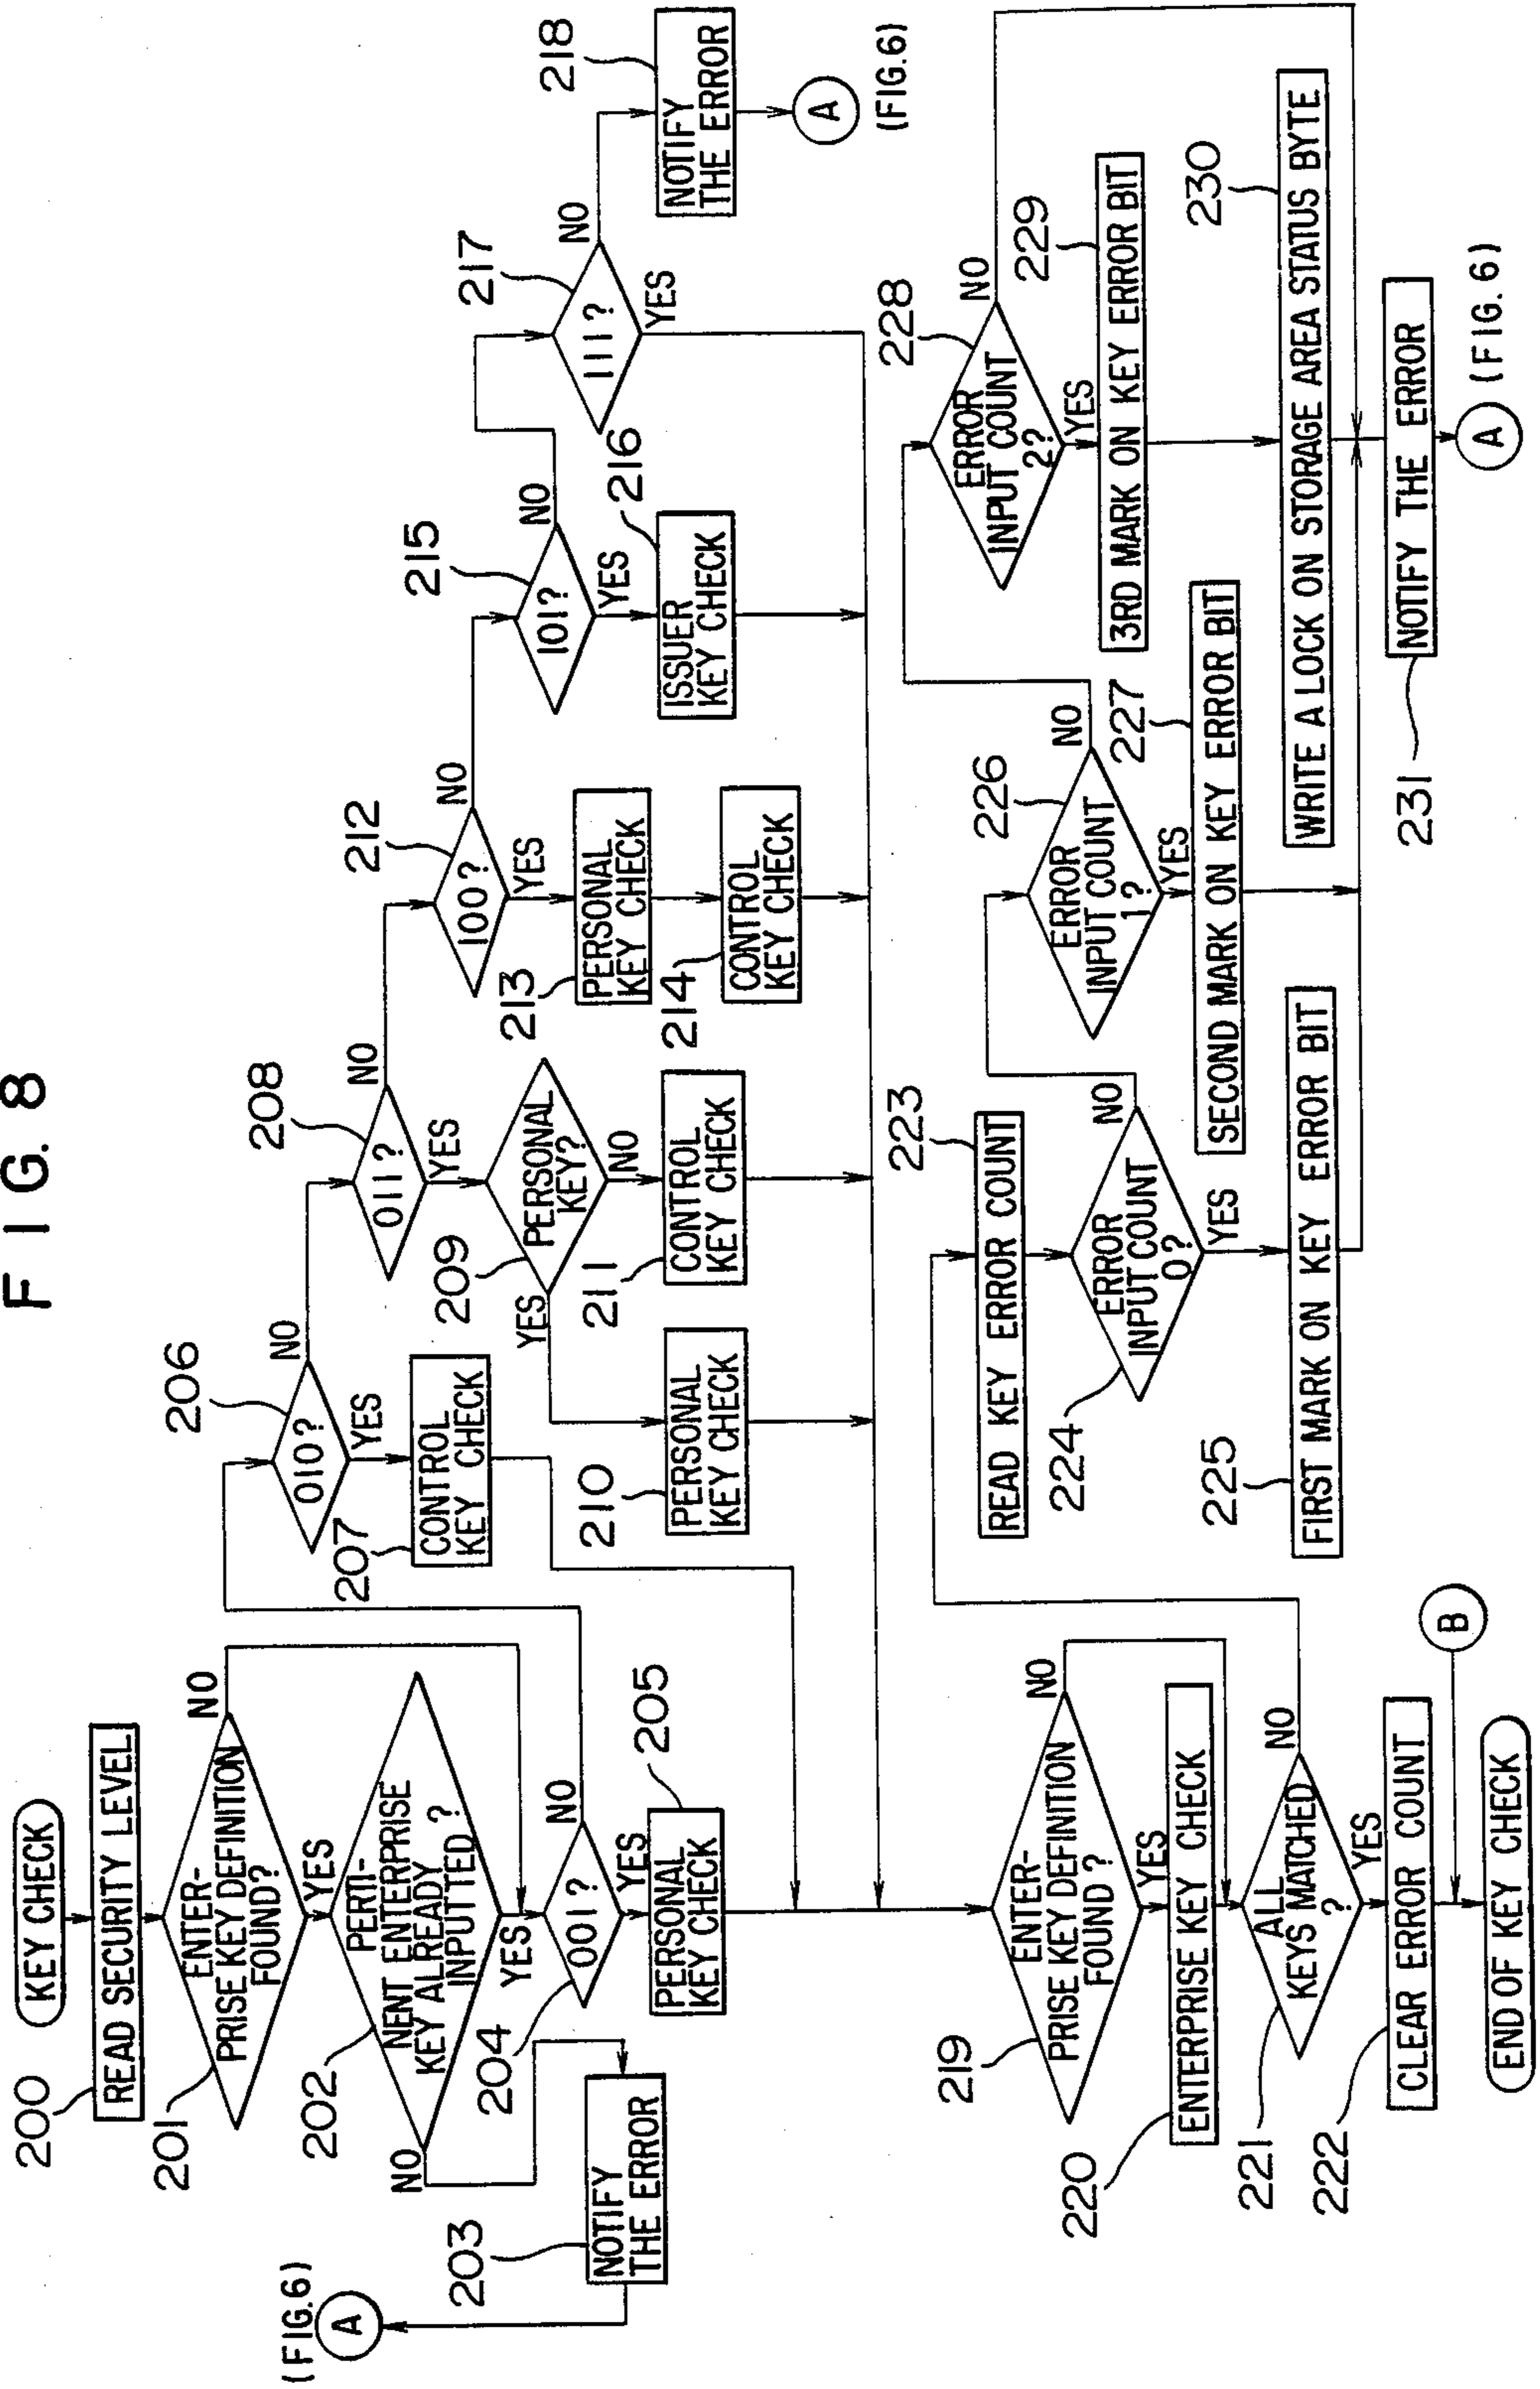 FIG. 8
KEY CHECK
200
READ SECURITY LEVEL
201
ENTER-
PRISE KEY DEFINITION
FOUND?
NO
YES
202
PERTI-
NENT ENTERPRISE
KEY ALREADY
INPUTTED ?
NO
YES
203
NOTIFY
THE ERROR
(FIG.6)
A
204
001?
NO
YES
205
PERSONAL
KEY CHECK
206
010?
NO
YES
207
CONTROL
KEY CHECK
208
011?
NO
YES
209
PERSONAL
KEY?
YES
NO
210
PERSONAL
KEY CHECK
211
CONTROL
KEY CHECK
212
100?
NO
YES
213
PERSONAL
KEY CHECK
214
CONTROL
KEY CHECK
215
101?
NO
YES
216
ISSUER
KEY CHECK
217
111?
NO
YES
218
NOTIFY
THE ERROR
A
(FIG.6)
219
ENTER-
PRISE KEY DEFINITION
FOUND ?
NO
YES
220
ENTERPRISE KEY CHECK
221
ALL
KEYS MATCHED
?
NO
YES
222
CLEAR ERROR COUNT
B
END OF KEY CHECK
223
READ KEY ERROR COUNT
224
ERROR
INPUT COUNT
0?
NO
YES
225
FIRST MARK ON KEY ERROR BIT
226
ERROR
INPUT COUNT
1?
NO
YES
227
SECOND MARK ON KEY ERROR BIT
228
ERROR
INPUT COUNT
2?
NO
YES
229
3RD MARK ON KEY ERROR BIT
230
WRITE A LOCK ON STORAGE AREA STATUS BYTE
231
NOTIFY THE ERROR
A
(FIG. 6)